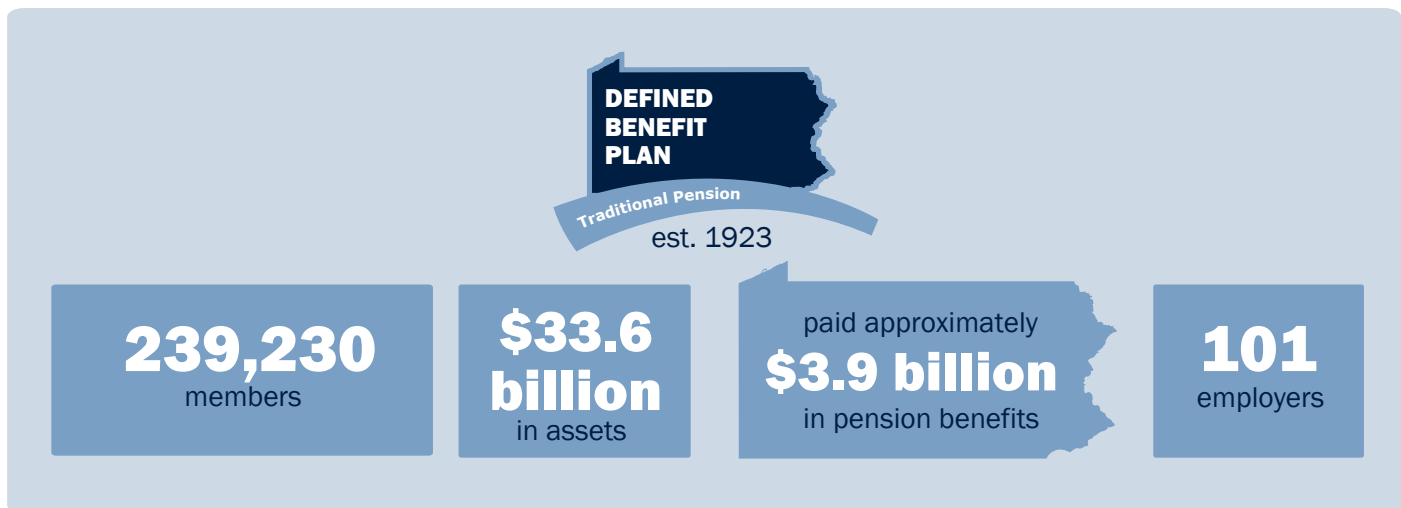 DEFINED
BENEFIT
PLAN
Traditional Pension
est. 1923
239,230
members
$33.6
billion
in assets
paid approximately
$3.9 billion
in pension benefits
101
employers